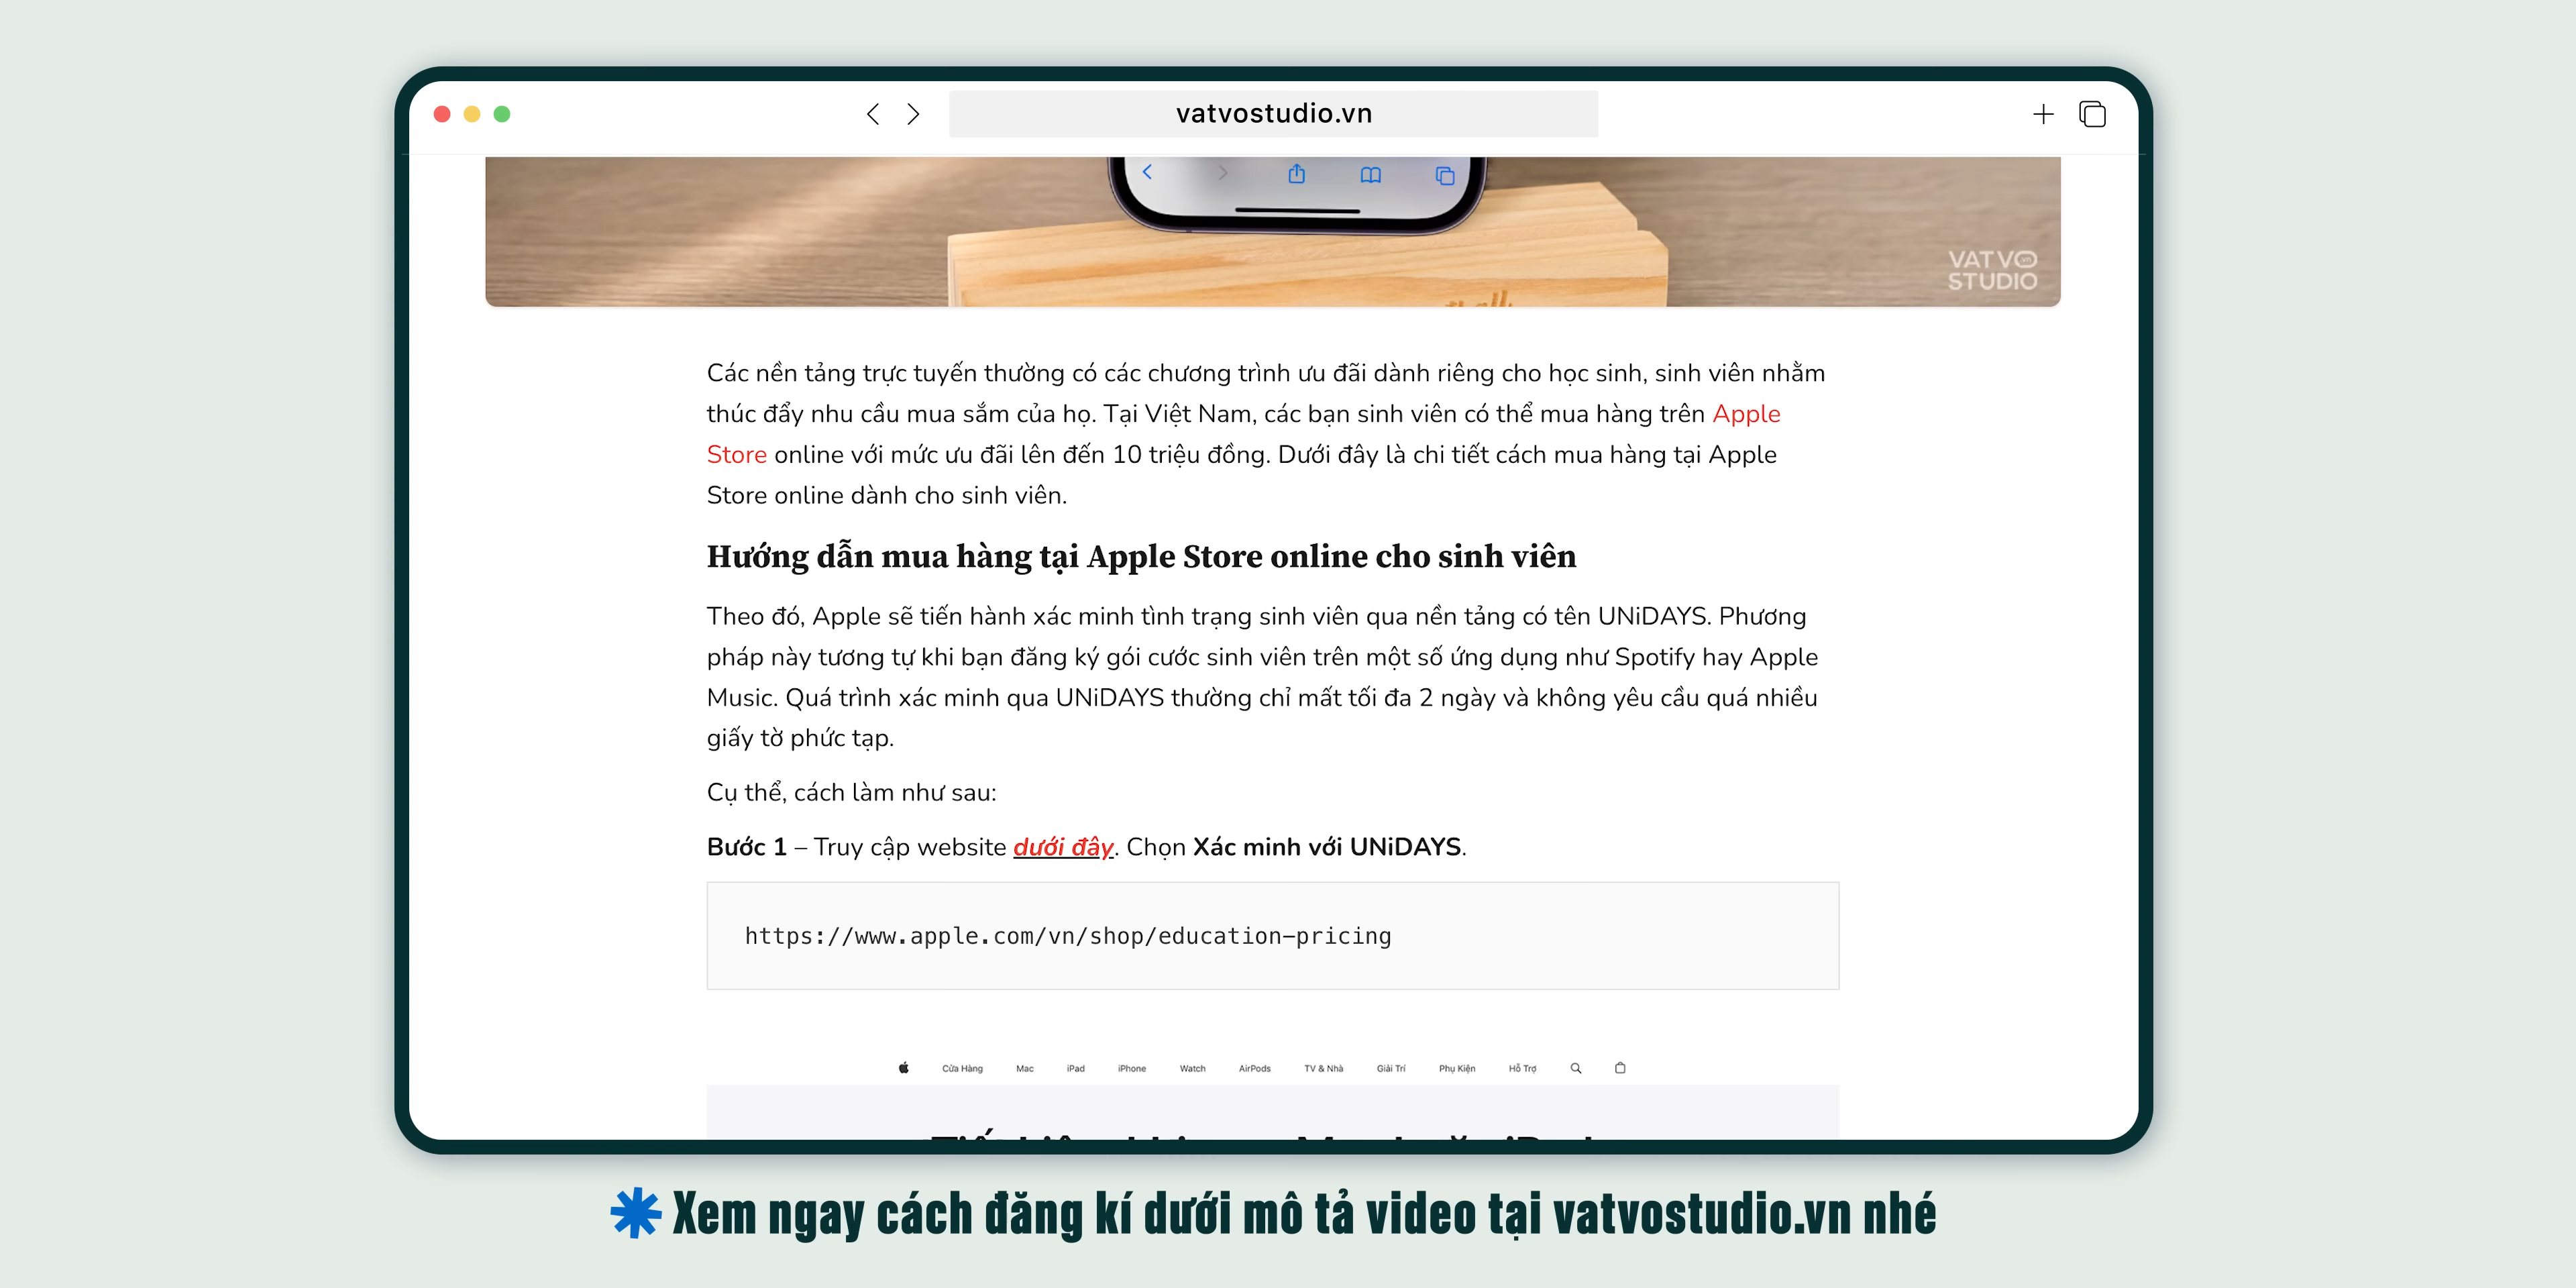 vatvostudio.vn
VATVO
STUDIO
Các nền tảng trực tuyến thường có các chương trình ưu đãi dành riêng cho học sinh, sinh viên nhằm
thúc đẩy nhu cầu mua sắm của họ. Tại Việt Nam, các bạn sinh viên có thể mua hàng trên Apple
Store online với mức ưu đãi lên đến 10 triệu đồng. Dưới đây là chi tiết cách mua hàng tại Apple
Store online dành cho sinh viên.
Hướng dẫn mua hàng tại Apple Store online cho sinh viên
Theo đó, Apple sẽ tiến hành xác minh tình trạng sinh viên qua nền tảng có tên UNiDAYS. Phương
pháp này tương tự khi bạn đăng ký gói cước sinh viên trên một số ứng dụng như Spotify hay Apple
Music. Quá trình xác minh qua UNiDAYS thường chỉ mất tối đa 2 ngày và không yêu cầu quá nhiều
giấy tờ phức tạp.
Cụ thể, cách làm như sau:
Bước 1 – Truy cập website dưới đây. Chọn Xác minh với UNiDAYS.
https://www.apple.com/vn/shop/education-pricing
Cửa Hàng Mac iPad iPhone Watch AirPods TV & Nhà Giải Trí Phụ Kiện Hỗ Trợ
Xem ngay cách đăng kí dưới mô tả video tại vatvostudio.vn nhé